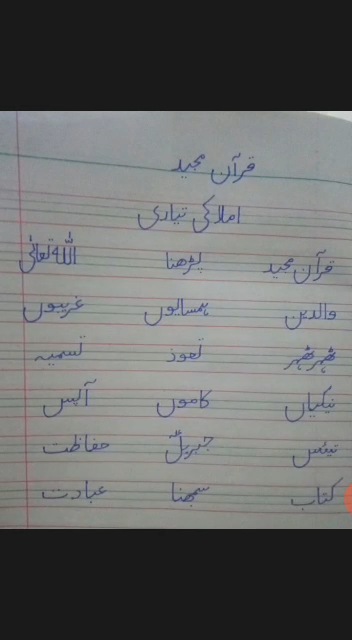 قرآن مجید
املا کی تیاری
قرآن مجید پڑھنا اللہ تعالیٰ
والدین ہمسایوں غریبوں
ٹھہر ٹھہر تعوذ تسمیہ
نیکیاں کاموں آپس
تیئس جبریلؑ حفاظت
کتاب سمجھنا عبادت